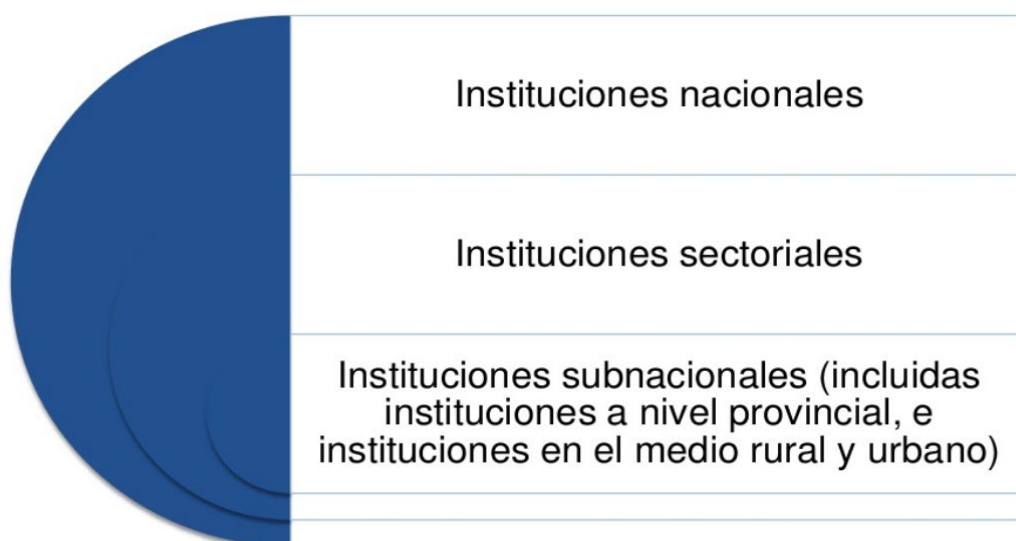 Instituciones nacionales
Instituciones sectoriales
Instituciones subnacionales (incluidas
instituciones a nivel provincial, e
instituciones en el medio rural y urbano)